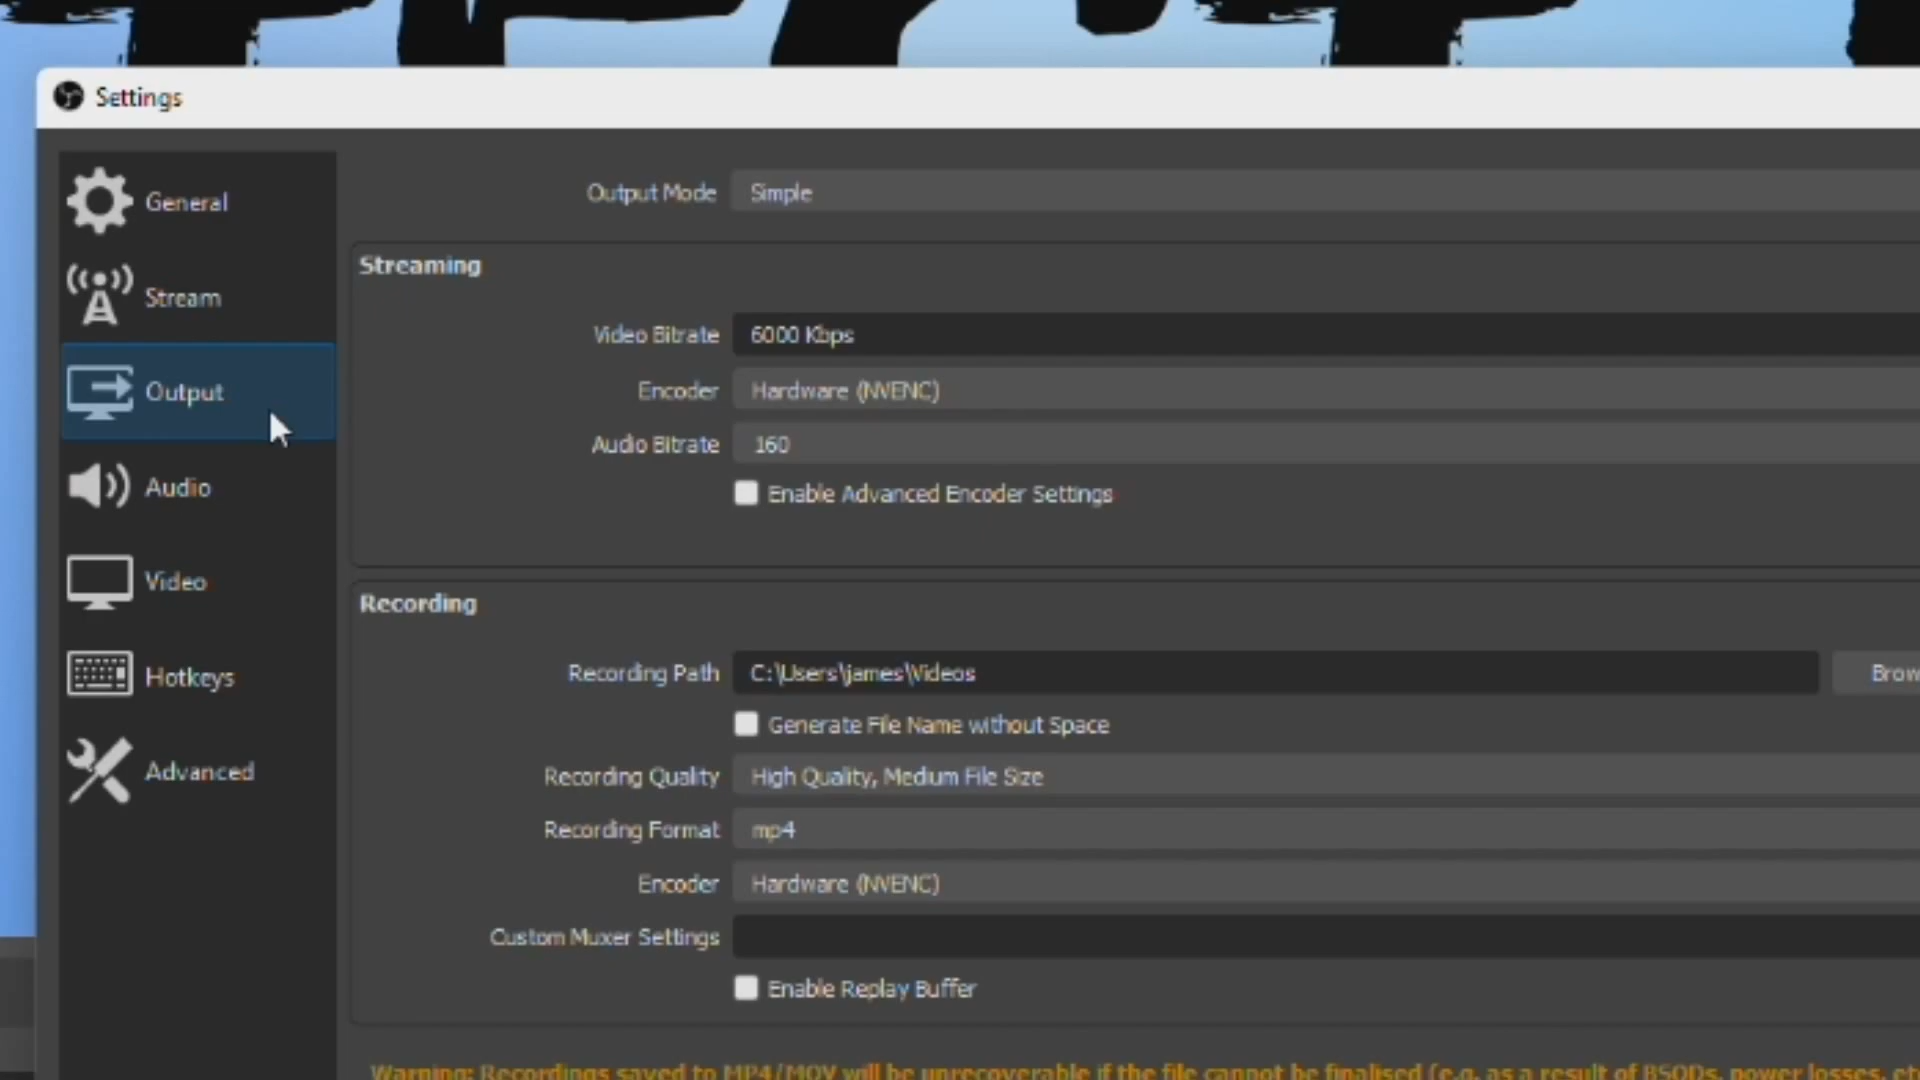 Settings
General
Stream
Output
Audio
Video
Hotkeys
Advanced
Output Mode Simple
Streaming
Video Bitrate 6000 Kbps
Encoder Hardware (NVENC)
Audio Bitrate 160
Enable Advanced Encoder Settings
Recording
Recording Path C:\Users\james\Videos Brow
Generate File Name without Space
Recording Quality High Quality, Medium File Size
Recording Format mp4
Encoder Hardware (NVENC)
Custom Muxer Settings
Enable Replay Buffer
Warning: Recordings saved to MP4/MOV will be unrecoverable if the file cannot be finalised (e.g. as a result of BSODs, power losses, etc